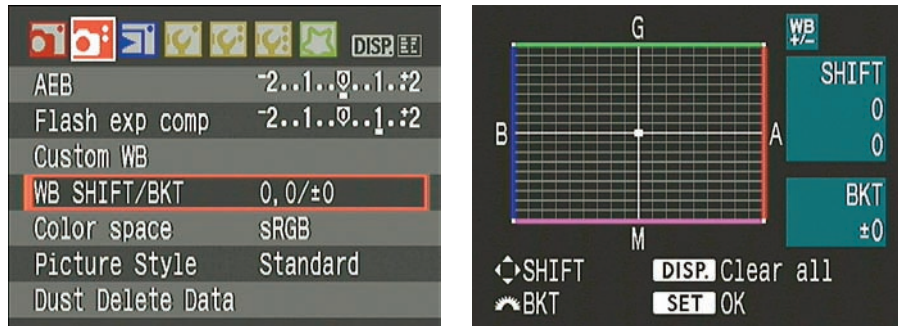 DISP.
AEB -2..1..0..1.:+2
Flash exp comp -2..1..0..1.:+2
Custom WB
WB SHIFT/BKT 0,0/±0
Color space sRGB
Picture Style Standard
Dust Delete Data
G
B
A
M
WB
+/-
SHIFT
0
0
BKT
±0
SHIFT
DISP. Clear all
BKT
SET OK